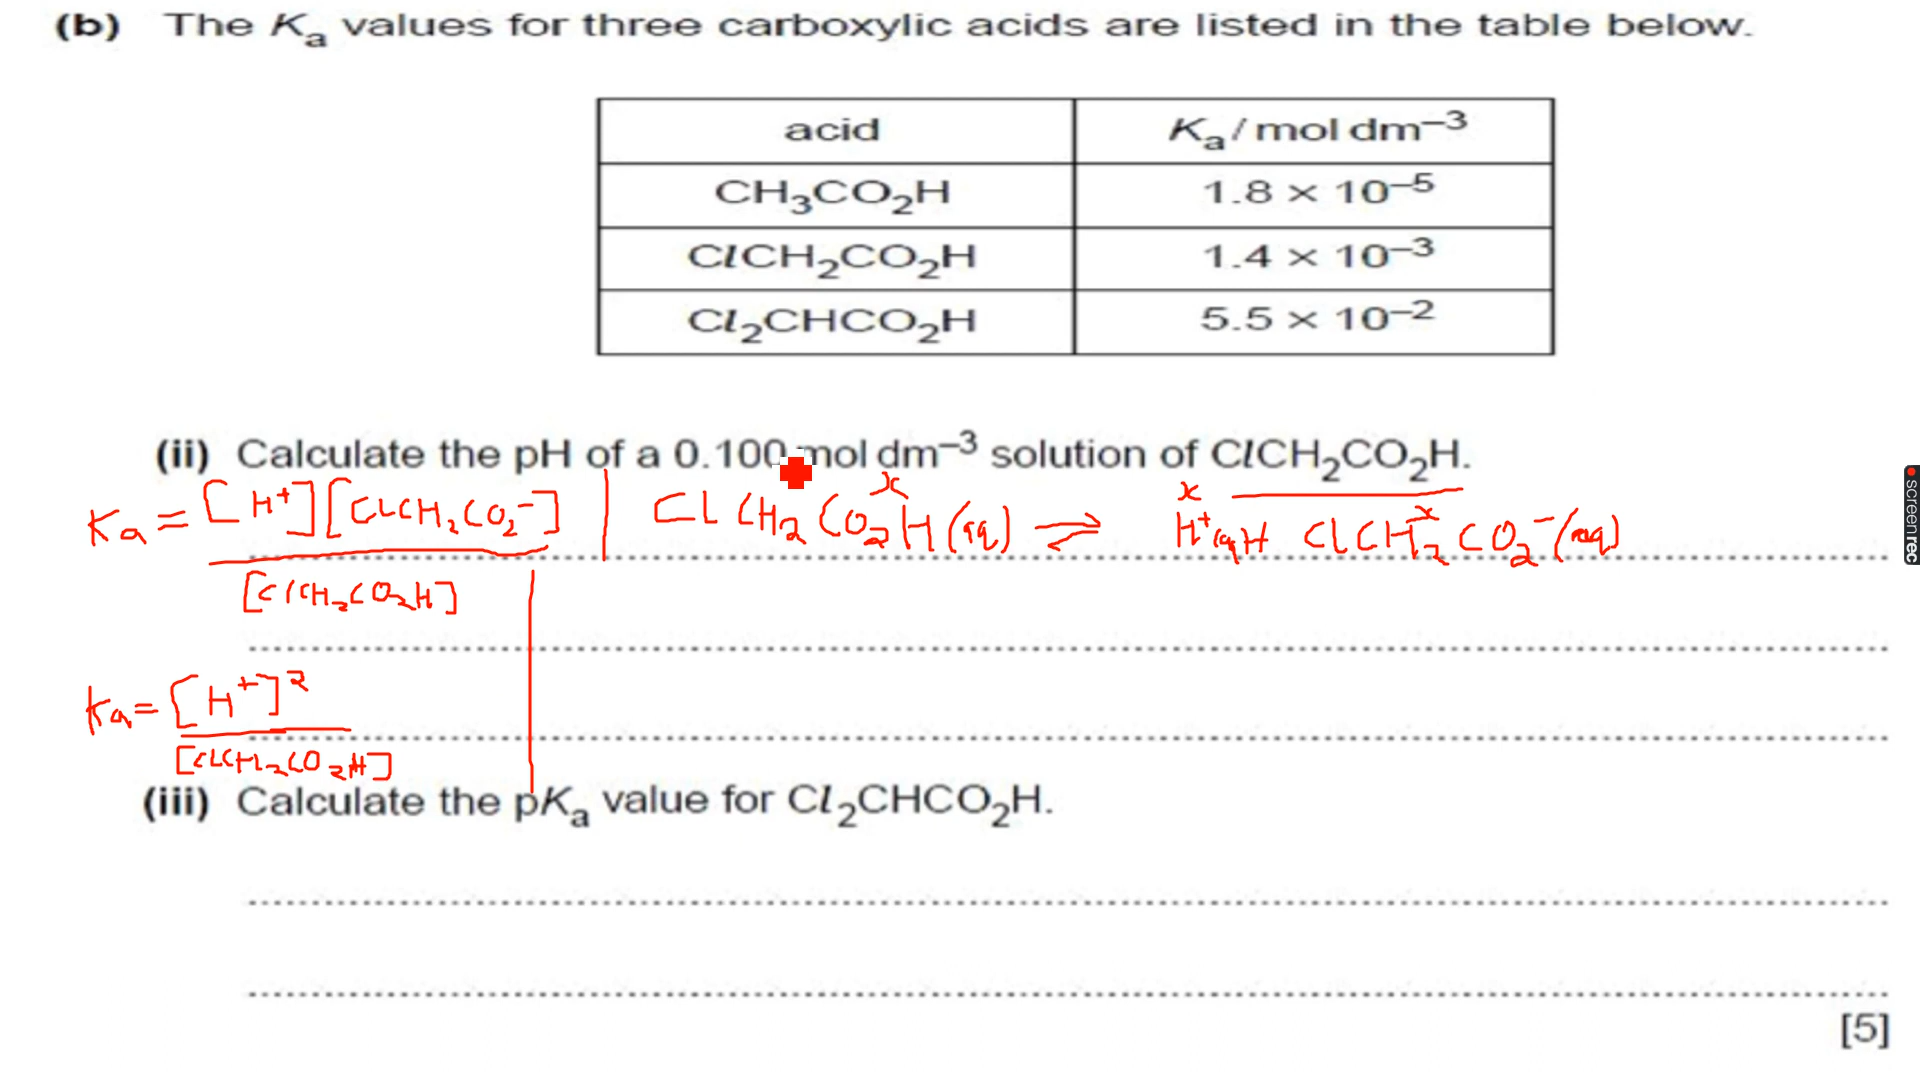 (b) The Kₐ values for three carboxylic acids are listed in the table below.
acid Kₐ / mol dm⁻³
CH₃CO₂H 1.8 × 10⁻⁵
ClCH₂CO₂H 1.4 × 10⁻³
Cl₂CHCO₂H 5.5 × 10⁻²
(ii) Calculate the pH of a 0.100 mol dm⁻³ solution of ClCH₂CO₂H.
x x x
Ka = [H⁺][ClCH₂CO₂⁻] ClCH₂CO₂H(aq) ⇌ H⁺(aq) ClCH₂CO₂⁻(aq)
[ClCH₂CO₂H]
Ka = [H⁺]²
[ClCH₂CO₂H]
(iii) Calculate the pKₐ value for Cl₂CHCO₂H.
[5]
screenrec